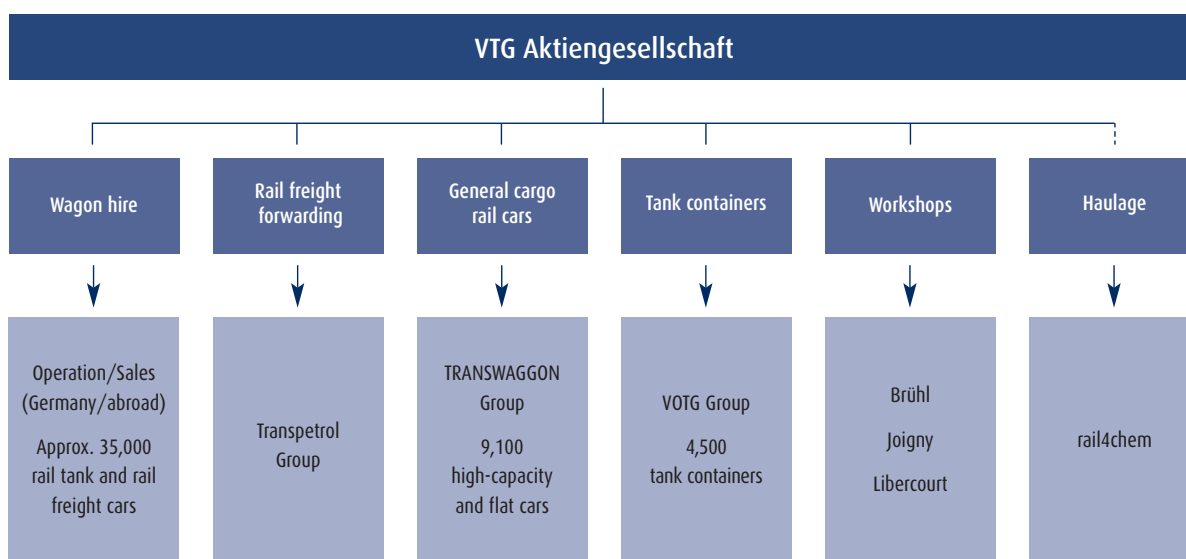 VTG Aktiengesellschaft
Wagon hire
Rail freight
forwarding
General cargo
rail cars
Tank containers
Workshops
Haulage
Operation/Sales
(Germany/abroad)
Approx. 35,000
rail tank and rail
freight cars
Transpetrol
Group
TRANSWAGGON
Group
9,100
high-capacity
and flat cars
VOTG Group
4,500
tank containers
Brühl
Joigny
Libercourt
rail4chem